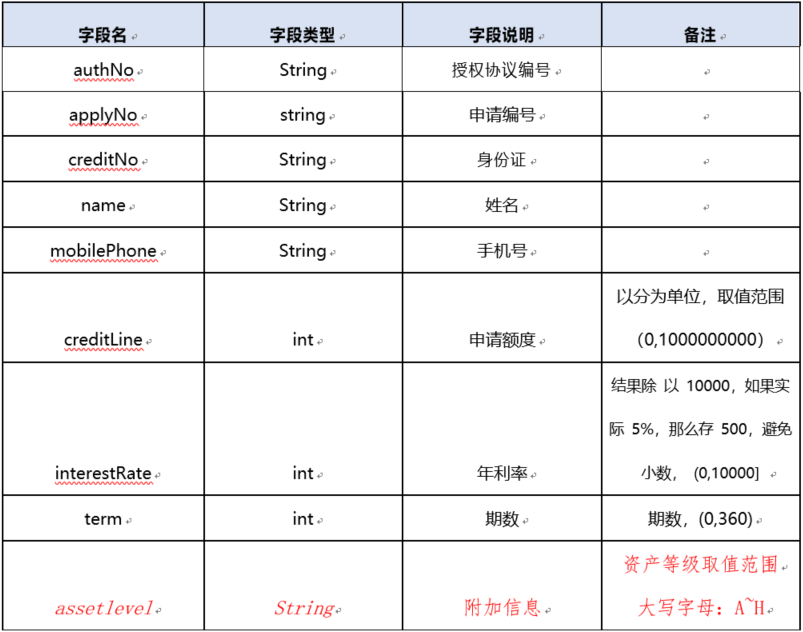 字段名 字段类型 字段说明 备注
authNo String 授权协议编号
applyNo string 申请编号
creditNo String 身份证
name String 姓名
mobilePhone String 手机号
以分为单位，取值范围
creditLine int 申请额度 （0,1000000000）
结果除 以 10000，如果实
际 5%，那么存 500，避免
interestRate int 年利率 小数， (0,10000]
term int 期数 期数，(0,360)
资产等级取值范围
assetlevel String 附加信息 大写字母：A~H